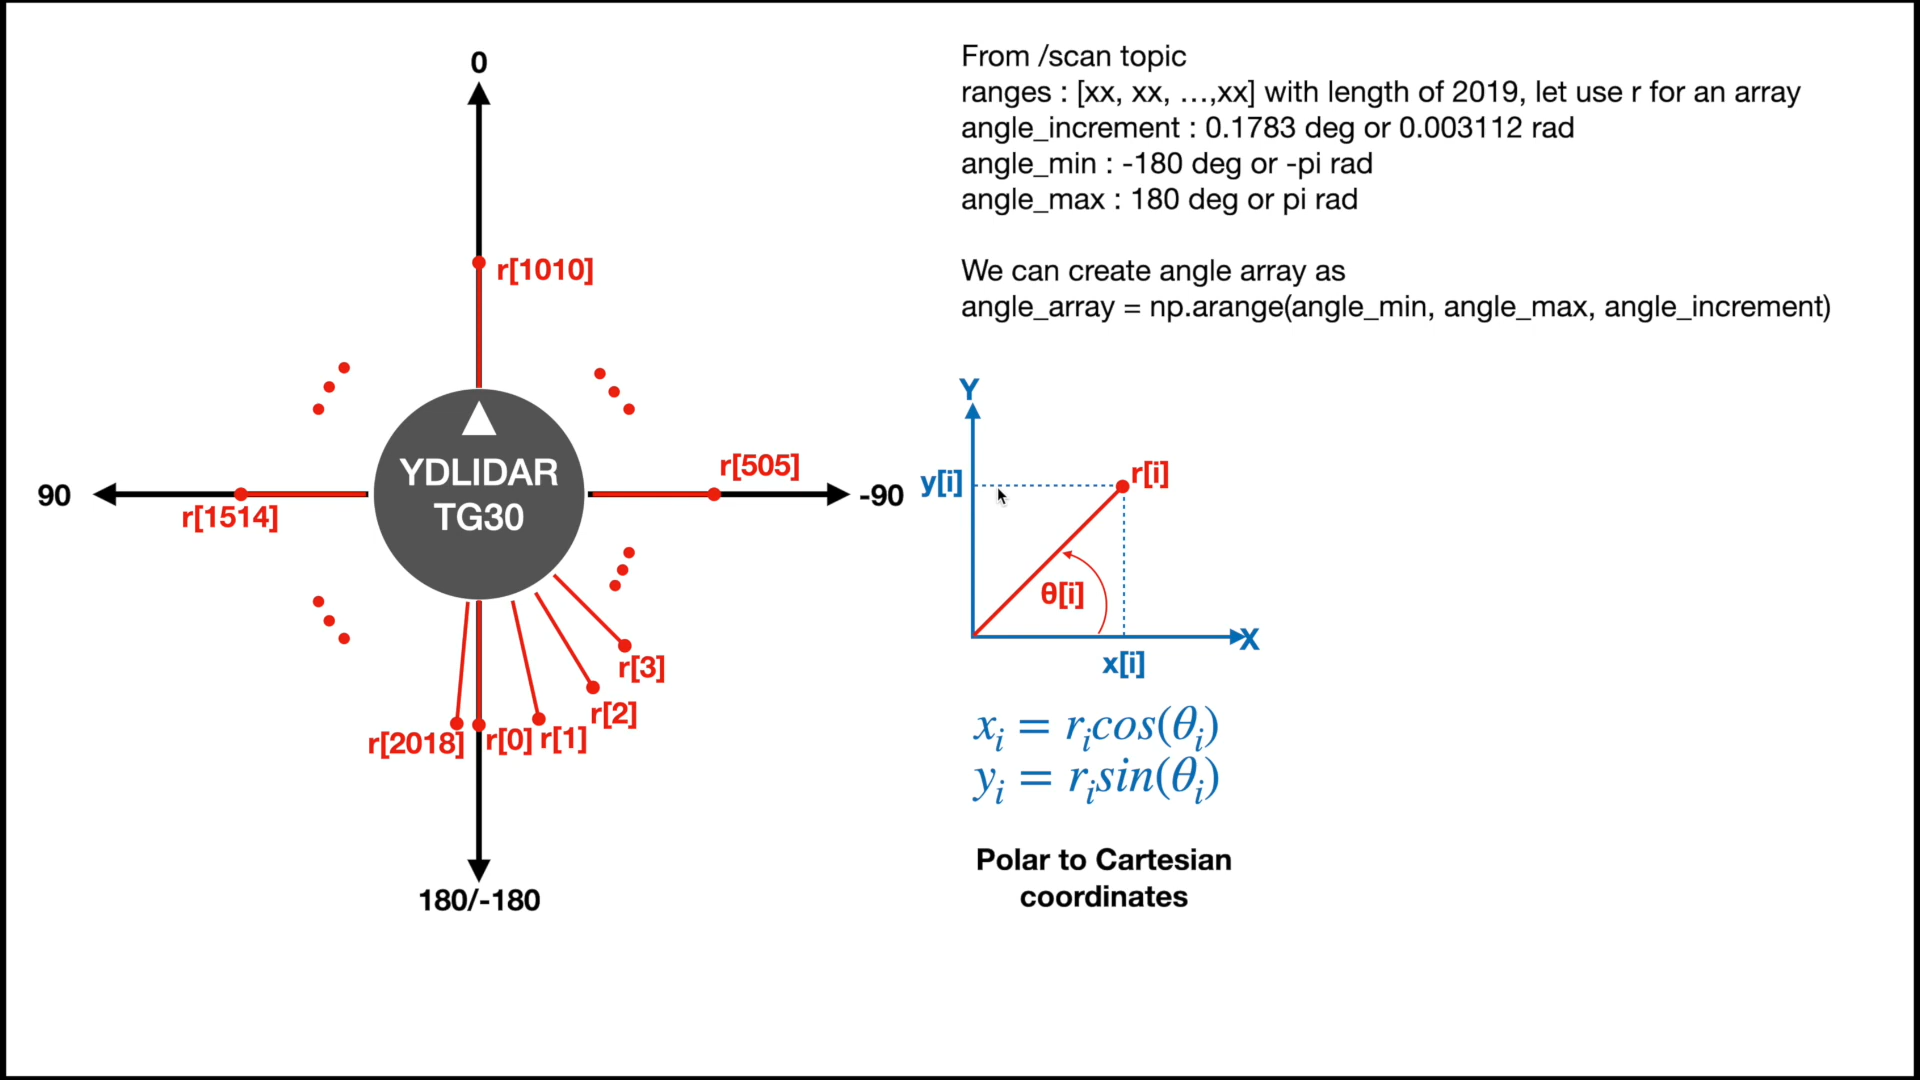 0
r[1010]
YDLIDAR
TG30
90
r[1514]
r[505]
-90
r[3]
r[2]
r[2018]
r[0]
r[1]
180/-180
From /scan topic
ranges : [xx, xx, …,xx] with length of 2019, let use r for an array
angle_increment : 0.1783 deg or 0.003112 rad
angle_min : -180 deg or -pi rad
angle_max : 180 deg or pi rad
We can create angle array as
angle_array = np.arange(angle_min, angle_max, angle_increment)
Y
y[i]
r[i]
θ[i]
X
x[i]
xᵢ = rᵢcos(θᵢ)
yᵢ = rᵢsin(θᵢ)
Polar to Cartesian
coordinates